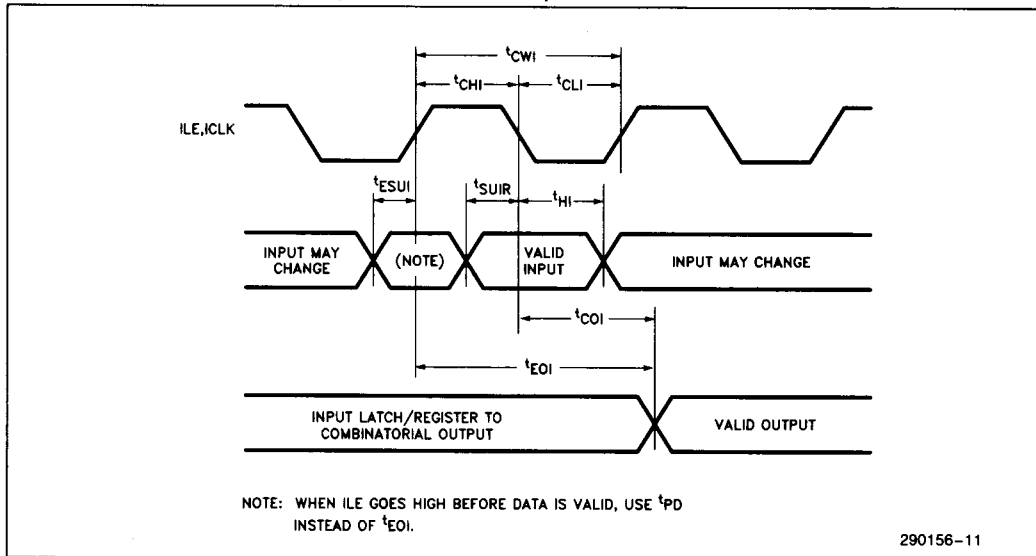 tCWI
tCHI
tCLI
ILE,ICLK
tESUI
tSUIR
tHI
INPUT MAY
CHANGE
(NOTE)
VALID
INPUT
INPUT MAY CHANGE
tCOI
tEOI
INPUT LATCH/REGISTER TO
COMBINATORIAL OUTPUT
VALID OUTPUT
NOTE: WHEN ILE GOES HIGH BEFORE DATA IS VALID, USE tPD
INSTEAD OF tEOI.
290156-11